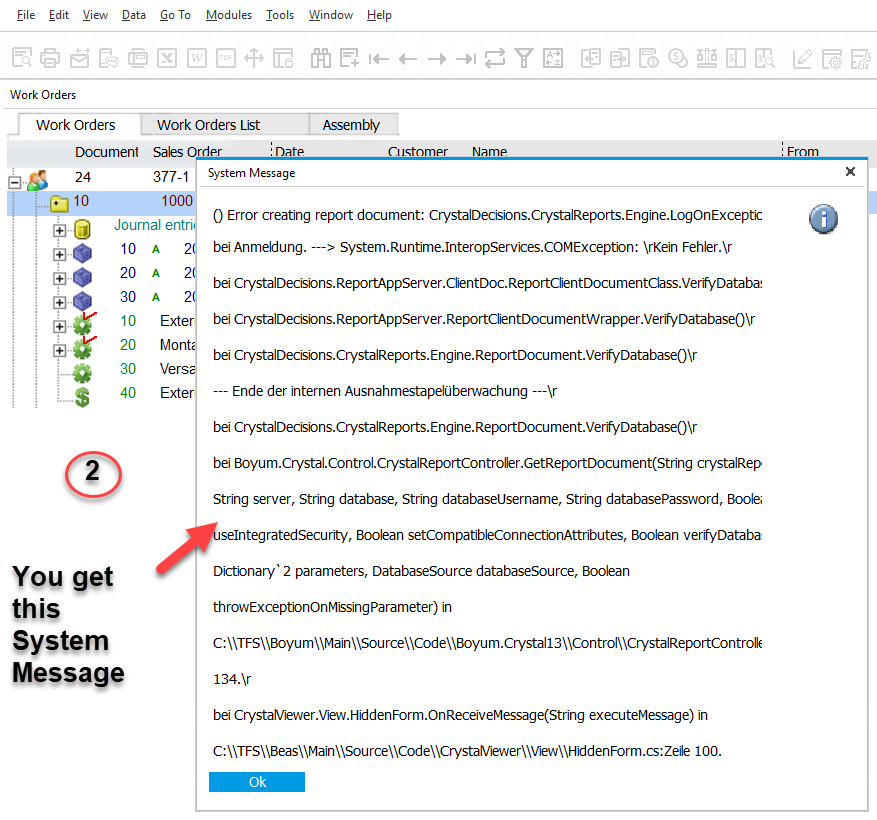 File Edit View Data Go To Modules Tools Window Help
Work Orders
Work Orders Work Orders List Assembly
Document Sales Order Date Customer Name From
24 377-1
10 1000
Journal entrie
10 A 20
20 A 20
30 A 20
10 Exter
20 Monta
30 Versa
40 Exter
System Message
() Error creating report document: CrystalDecisions.CrystalReports.Engine.LogOnExceptio
bei Anmeldung. ---> System.Runtime.InteropServices.COMException: \rKein Fehler.\r
bei CrystalDecisions.ReportAppServer.ClientDoc.ReportClientDocumentClass.VerifyDatabas
bei CrystalDecisions.ReportAppServer.ReportClientDocumentWrapper.VerifyDatabase()\r
bei CrystalDecisions.CrystalReports.Engine.ReportDocument.VerifyDatabase()\r
--- Ende der internen Ausnahmestapelüberwachung ---\r
bei CrystalDecisions.CrystalReports.Engine.ReportDocument.VerifyDatabase()\r
bei Boyum.Crystal.Control.CrystalReportController.GetReportDocument(String crystalRepo
String server, String database, String databaseUsername, String databasePassword, Boolea
useIntegratedSecurity, Boolean setCompatibleConnectionAttributes, Boolean verifyDatabas
Dictionary`2 parameters, DatabaseSource databaseSource, Boolean
throwExceptionOnMissingParameter) in
C:\\TFS\\Boyum\\Main\\Source\\Code\\Boyum.Crystal13\\Control\\CrystalReportControlle
134.\r
bei CrystalViewer.View.HiddenForm.OnReceiveMessage(String executeMessage) in
C:\\TFS\\Beas\\Main\\Source\\Code\\CrystalViewer\\View\\HiddenForm.cs:Zeile 100.
Ok
2
You get
this
System
Message